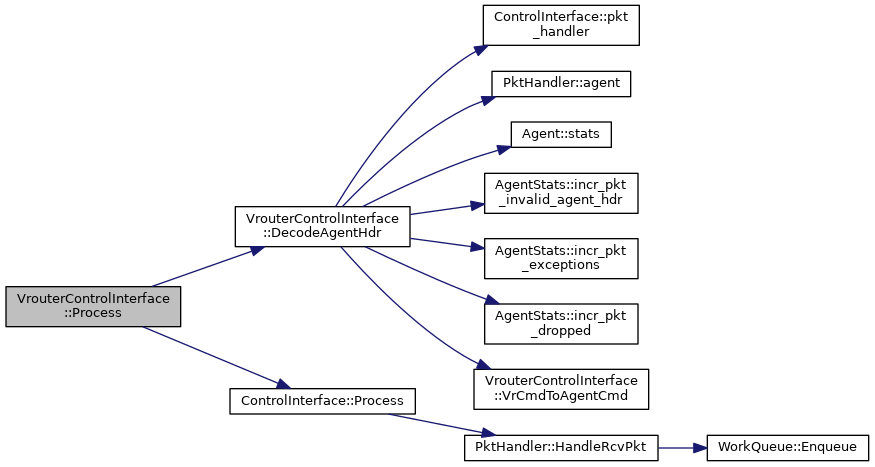 ControlInterface::pkt
_handler
PktHandler::agent
Agent::stats
AgentStats::incr_pkt
_invalid_agent_hdr
VrouterControlInterface
::DecodeAgentHdr
AgentStats::incr_pkt
_exceptions
VrouterControlInterface
::Process
AgentStats::incr_pkt
_dropped
VrouterControlInterface
::VrCmdToAgentCmd
ControlInterface::Process
PktHandler::HandleRcvPkt
WorkQueue::Enqueue